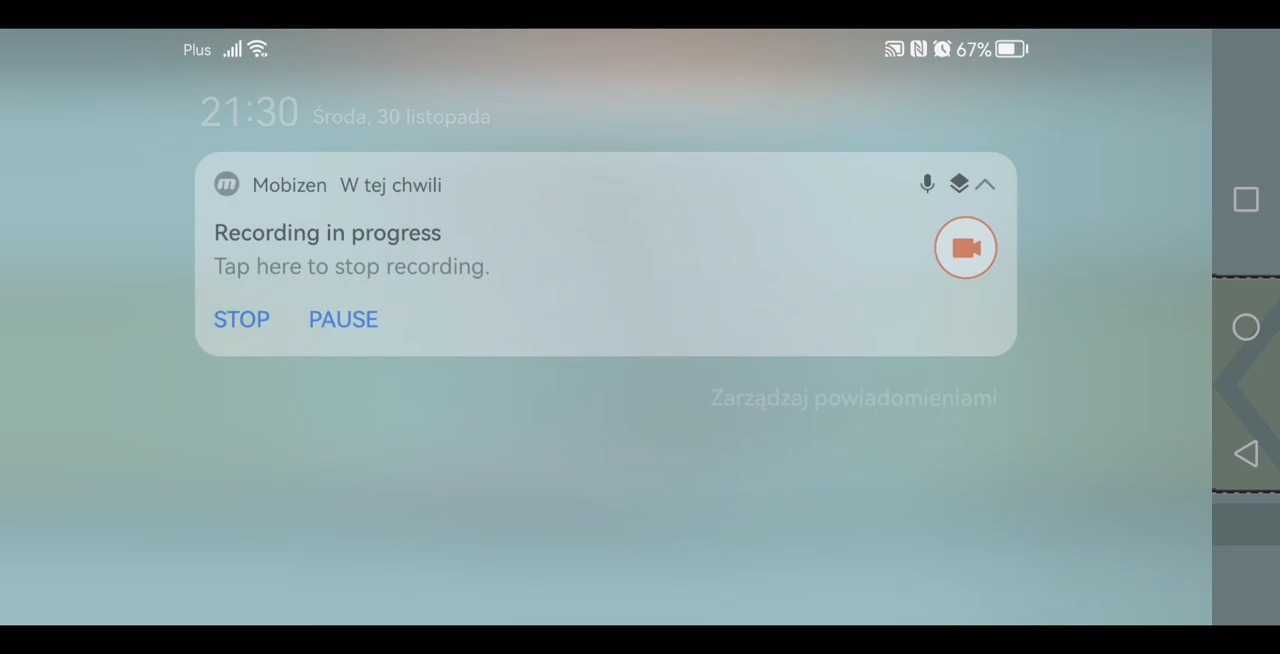 Plus 67%
21:30 Środa, 30 listopada
Mobizen W tej chwili
Recording in progress
Tap here to stop recording.
STOP PAUSE
Zarządzaj powiadomieniami